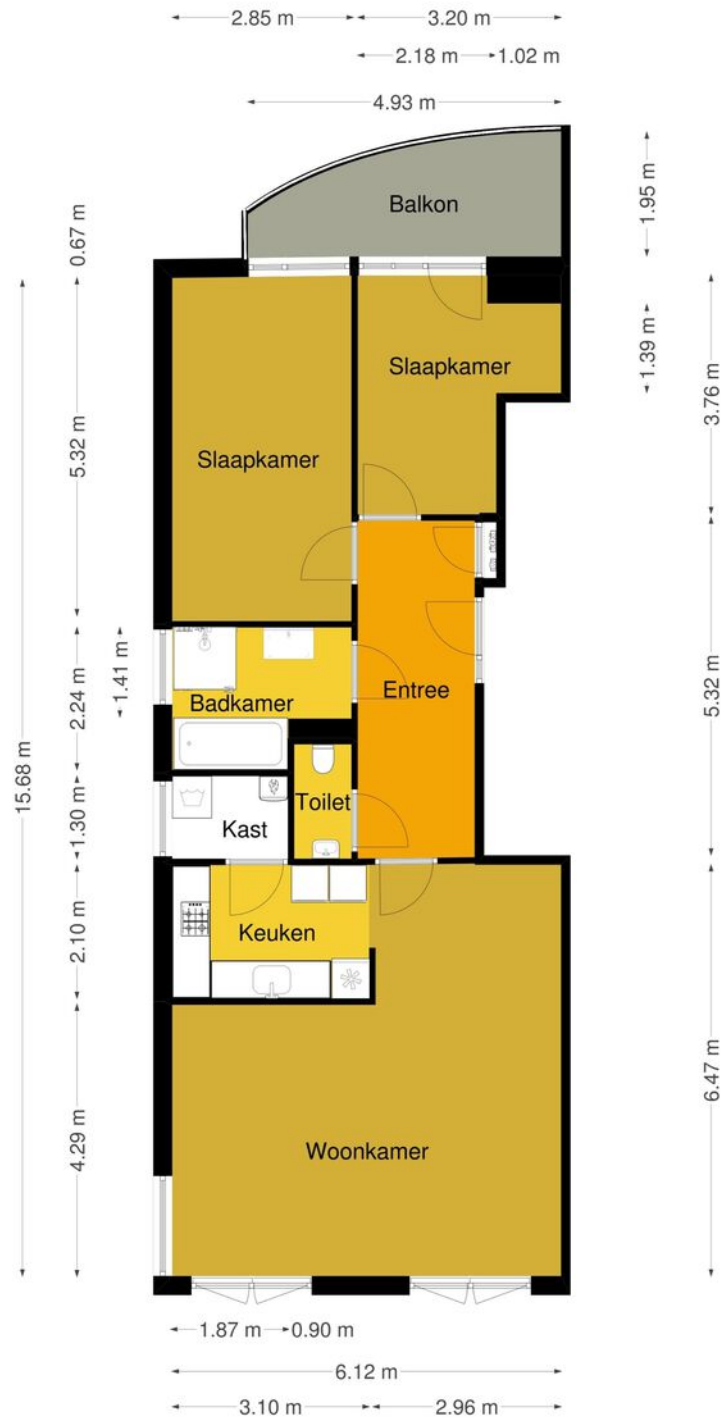 2.85 m
3.20 m
2.18 m
1.02 m
4.93 m
Balkon
1.95 m
0.67 m
1.39 m
Slaapkamer
3.76 m
Slaapkamer
5.32 m
Badkamer
1.41 m
2.24 m
Entree
5.32 m
15.68 m
Toilet
Kast
1.30 m
Keuken
2.10 m
6.47 m
4.29 m
Woonkamer
1.87 m
0.90 m
6.12 m
3.10 m
2.96 m